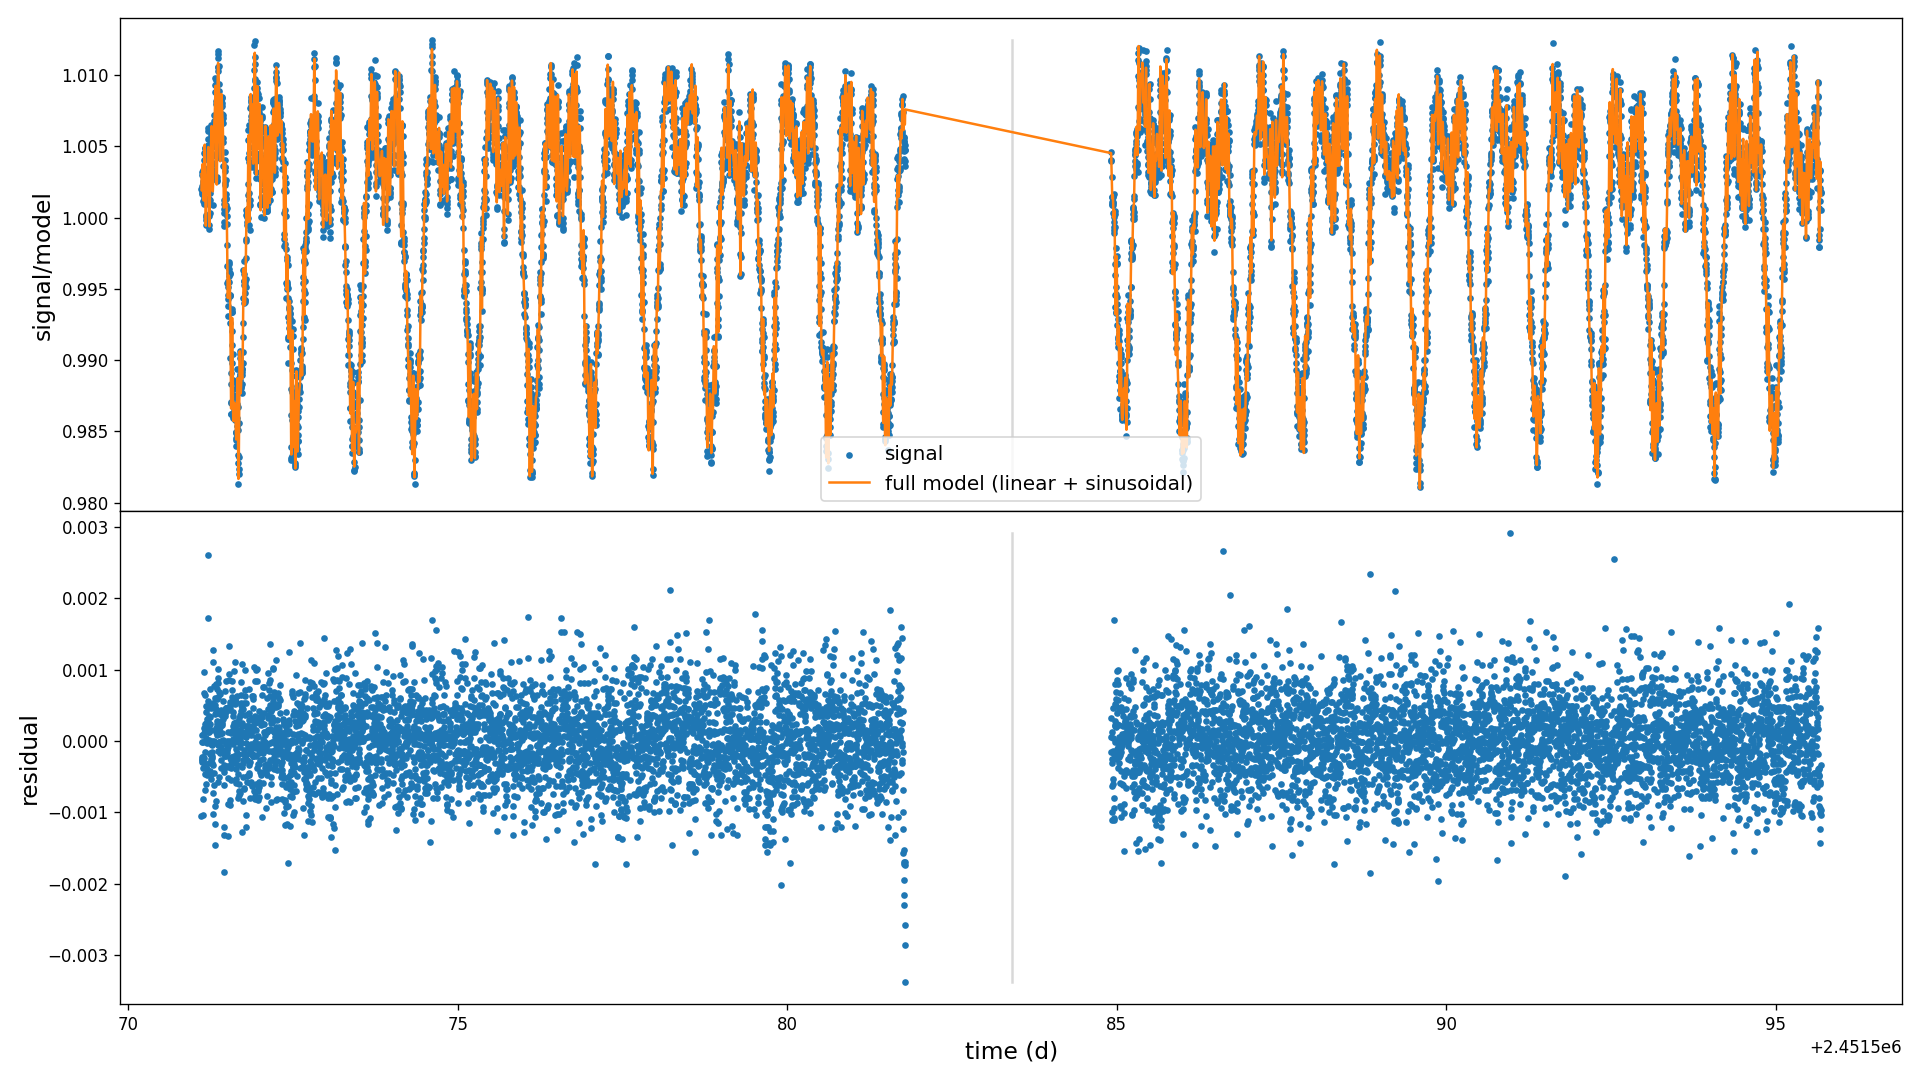 signal/model
1.010
1.005
1.000
0.995
0.990
0.985
0.980
signal
full model (linear + sinusoidal)
residual
0.003
0.002
0.001
0.000
−0.001
−0.002
−0.003
70 75 80 85 90 95
time (d)
+2.4515e6